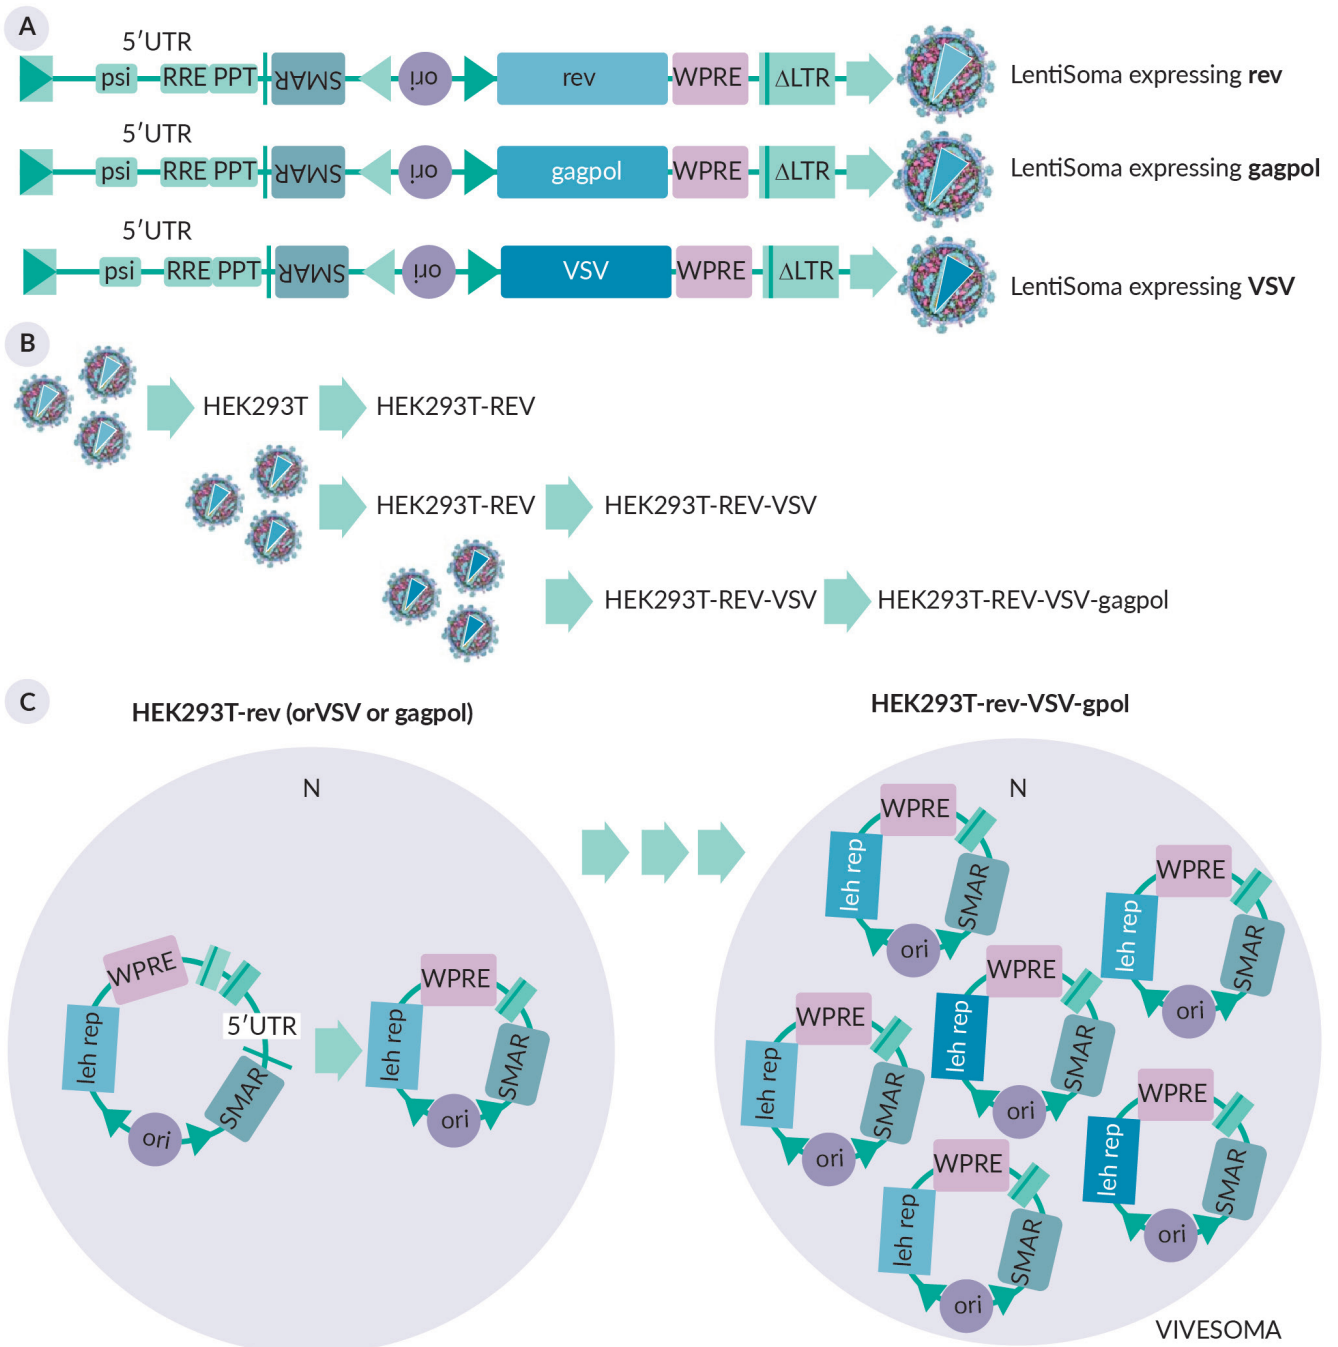 A
5′UTR
psi RRE PPT SMAR ori rev WPRE ΔLTR LentiSoma expressing rev
5′UTR
psi RRE PPT SMAR ori gagpol WPRE ΔLTR LentiSoma expressing gagpol
5′UTR
psi RRE PPT SMAR ori VSV WPRE ΔLTR LentiSoma expressing VSV
B
HEK293T HEK293T-REV
HEK293T-REV HEK293T-REV-VSV
HEK293T-REV-VSV HEK293T-REV-VSV-gagpol
C
HEK293T-rev (orVSV or gagpol)
N
WPRE
leh rep
5′UTR
SMAR
ori
WPRE
leh rep
SMAR
ori
HEK293T-rev-VSV-gpol
N
WPRE
leh rep
SMAR
ori
WPRE
leh rep
SMAR
ori
WPRE
leh rep
SMAR
ori
WPRE
leh rep
SMAR
ori
WPRE
leh rep
SMAR
ori
WPRE
leh rep
SMAR
ori
VIVESOMA